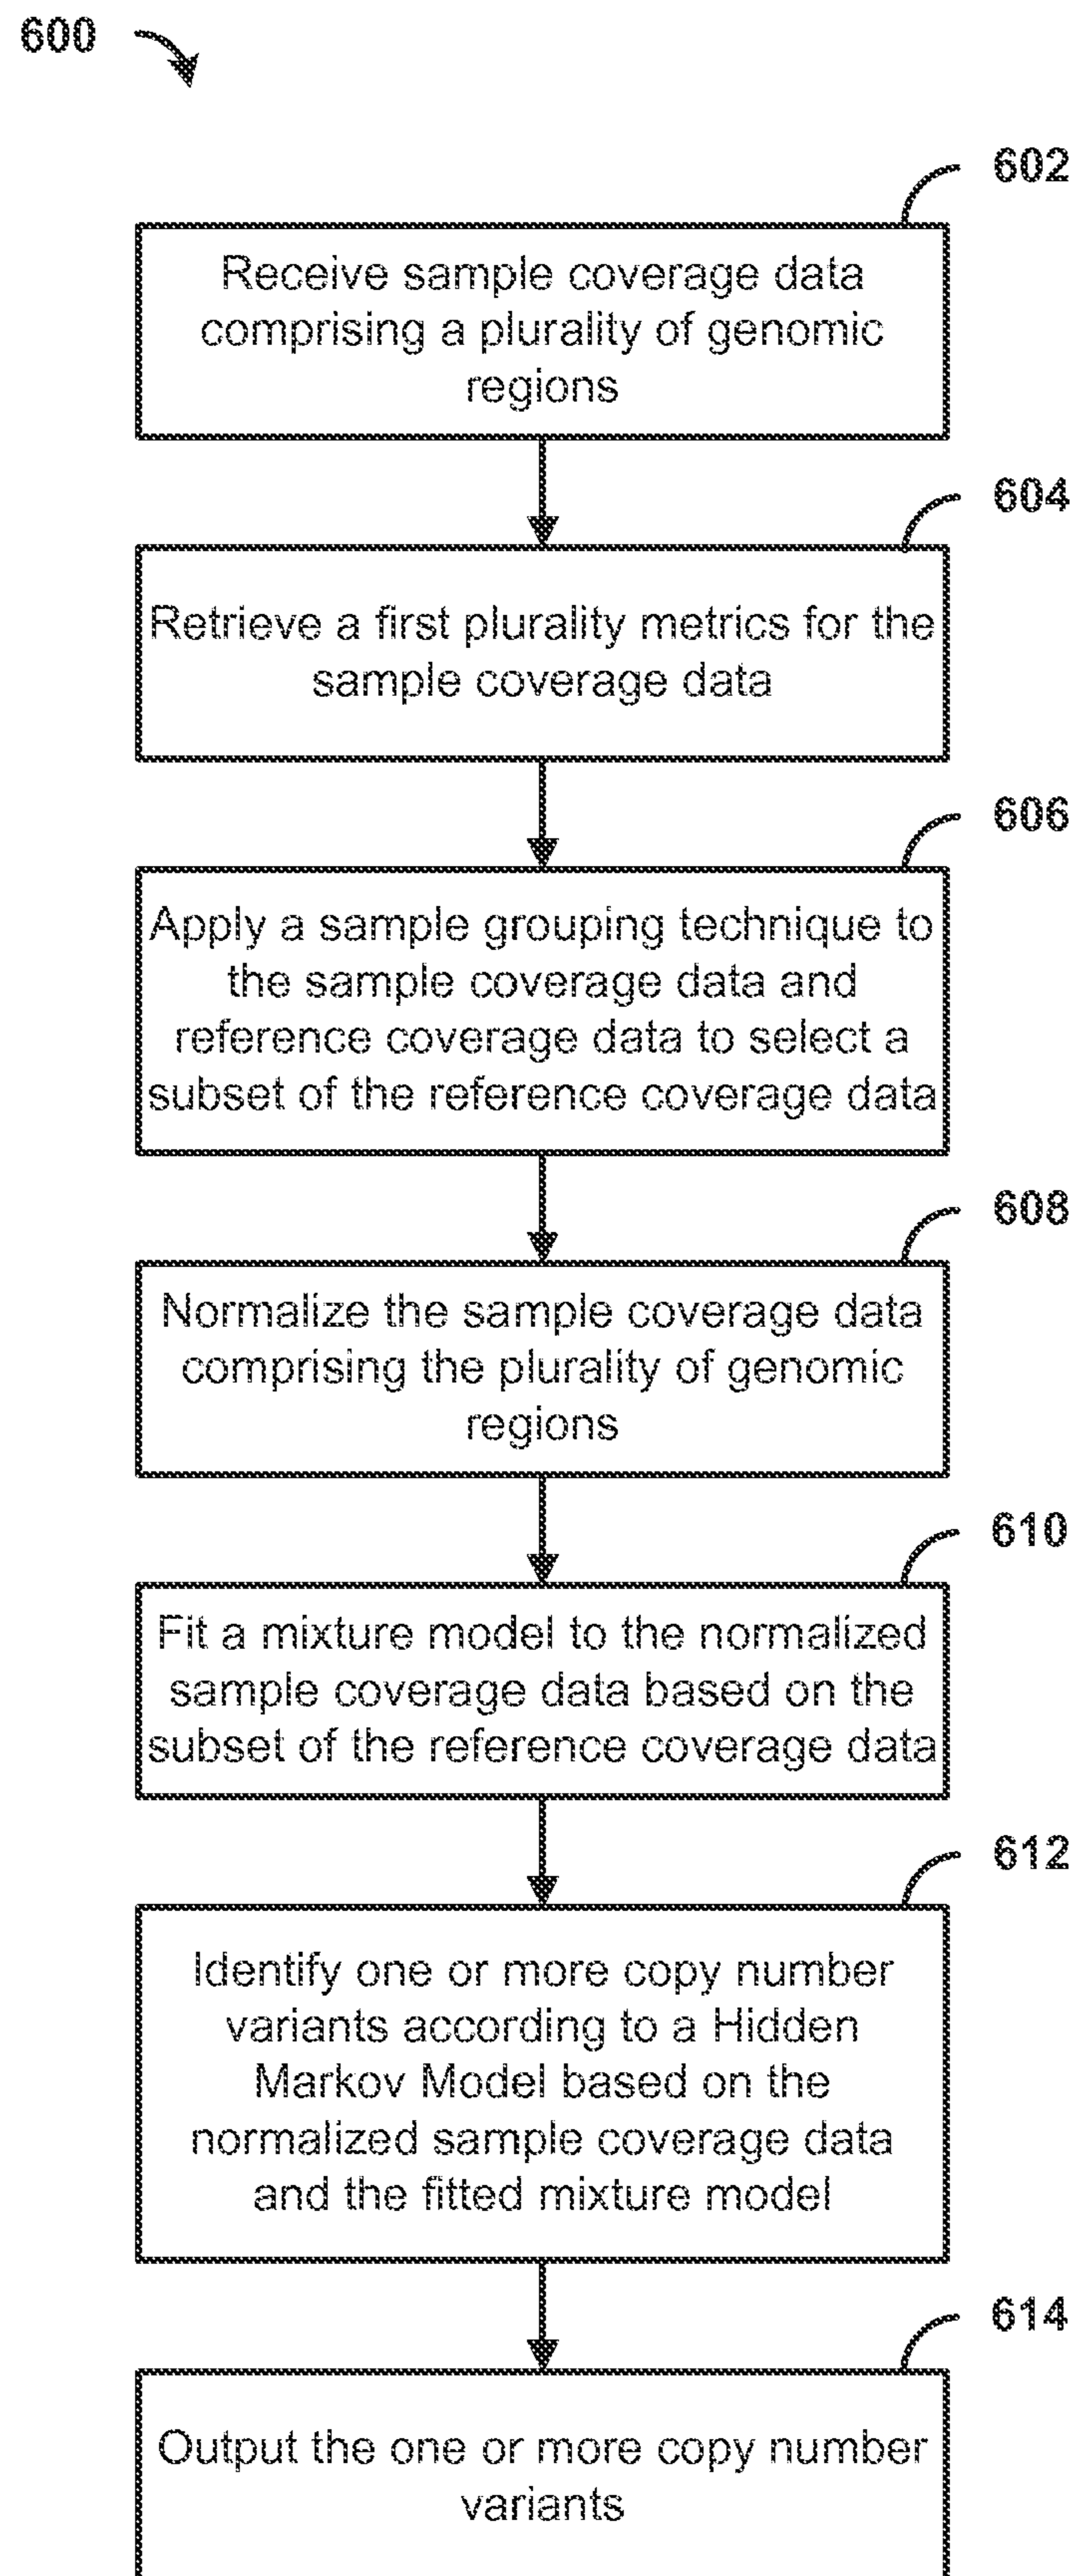 600
602
Receive sample coverage data
comprising a plurality of genomic
regions
604
Retrieve a first plurality metrics for the
sample coverage data
606
Apply a sample grouping technique to
the sample coverage data and
reference coverage data to select a
subset of the reference coverage data
608
Normalize the sample coverage data
comprising the plurality of genomic
regions
610
Fit a mixture model to the normalized
sample coverage data based on the
subset of the reference coverage data
612
Identify one or more copy number
variants according to a Hidden
Markov Model based on the
normalized sample coverage data
and the fitted mixture model
614
Output the one or more copy number
variants